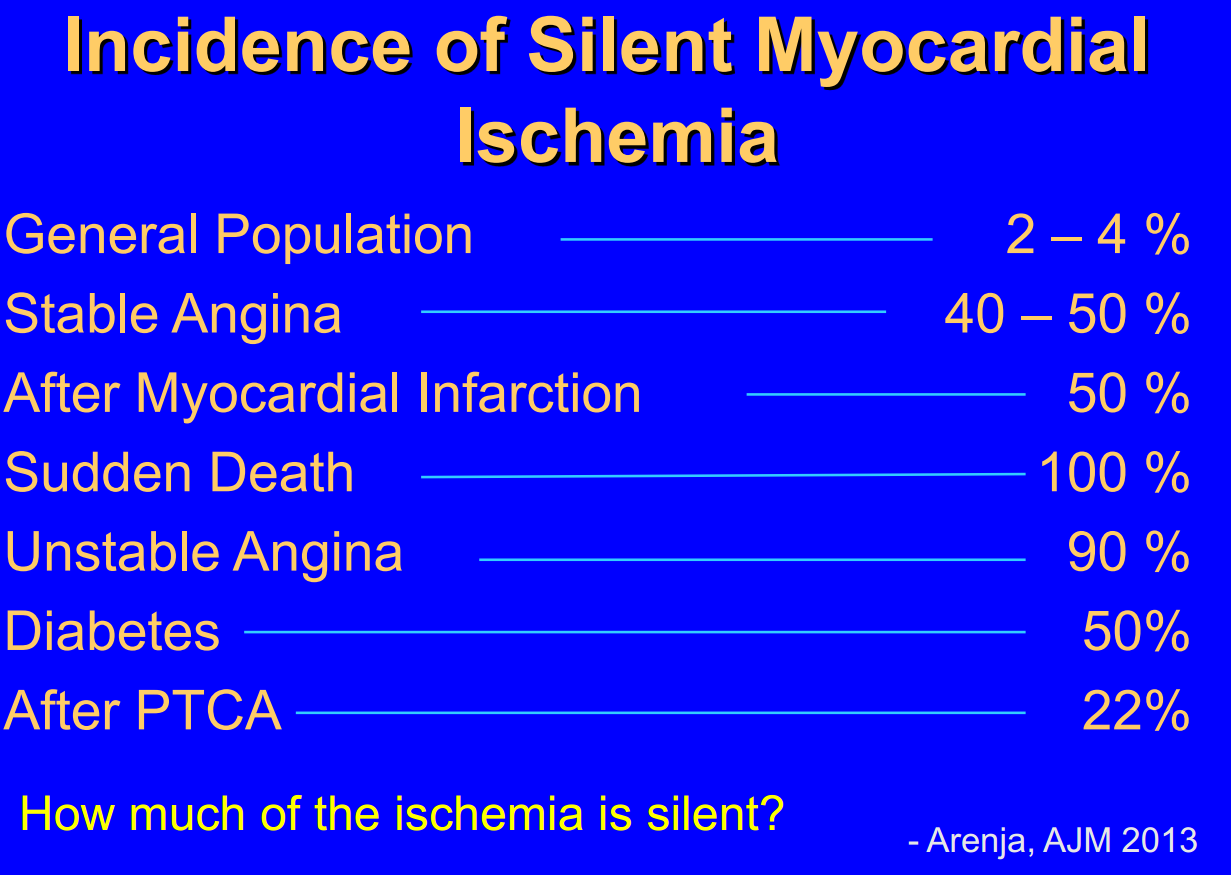 Incidence of Silent Myocardial
Ischemia
General Population 2 – 4 %
Stable Angina 40 – 50 %
After Myocardial Infarction 50 %
Sudden Death 100 %
Unstable Angina 90 %
Diabetes 50%
After PTCA 22%
How much of the ischemia is silent?
- Arenja, AJM 2013